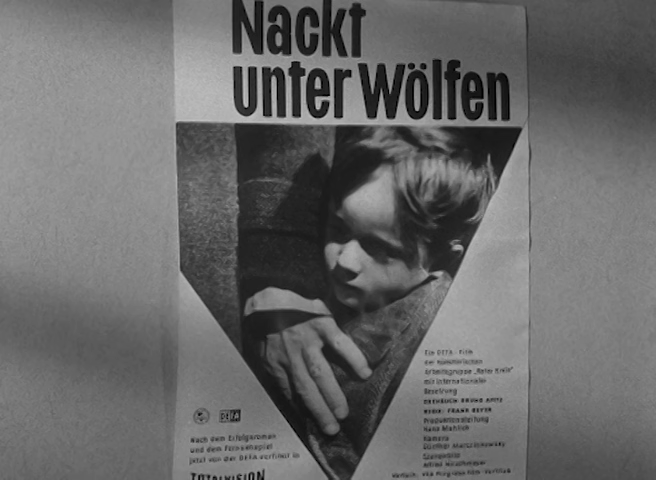 Nackt
unter Wölfen
Ein DEFA-Film
der künstlerischen
Arbeitsgruppe „Roter Kreis"
mit internationaler
Besetzung
DREHBUCH: BRUNO APITZ
REGIE: FRANK BEYER
Produktionsleitung
Hans Mahlich
Kamera
Günther Marczinkowsky
Szenenbild
Alfred Hirschmeier
DEFA
Nach dem Erfolgsroman
und dem Fernsehspiel
jetzt von der DEFA verfilmt in
TOTALVISION